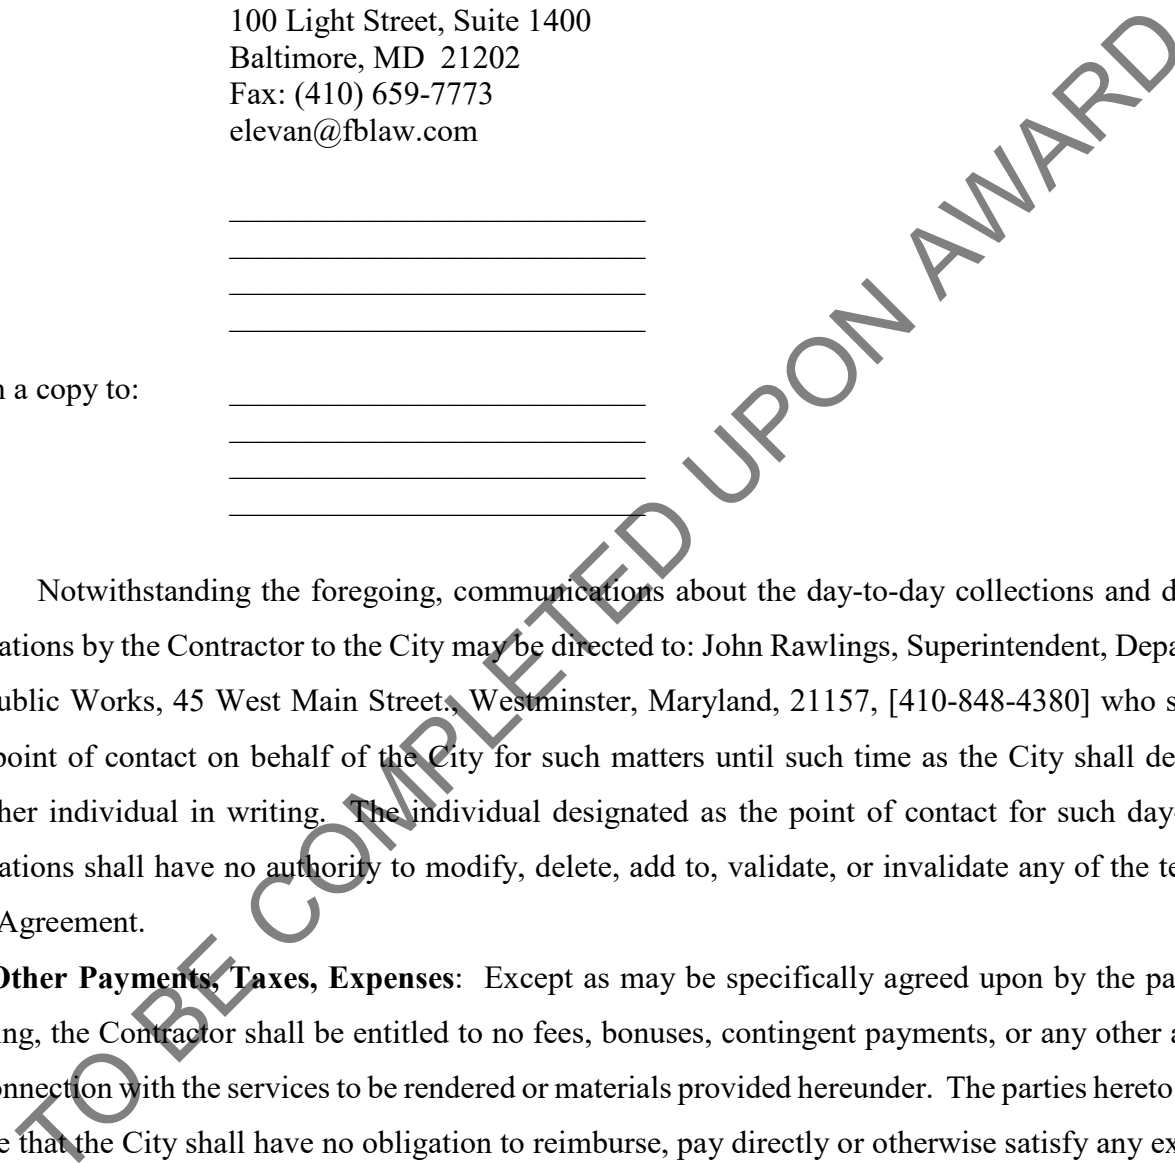 100 Light Street, Suite 1400
Baltimore, MD 21202
Fax: (410) 659-7773
elevan@fblaw.com
a copy to:
Notwithstanding the foregoing, communications about the day-to-day collections and d
ations by the Contractor to the City may be directed to: John Rawlings, Superintendent, Depa
ublic Works, 45 West Main Street., Westminster, Maryland, 21157, [410-848-4380] who s
point of contact on behalf of the City for such matters until such time as the City shall de
her individual in writing. The individual designated as the point of contact for such day-
ations shall have no authority to modify, delete, add to, validate, or invalidate any of the te
Agreement.
Other Payments, Taxes, Expenses: Except as may be specifically agreed upon by the pa
ng, the Contractor shall be entitled to no fees, bonuses, contingent payments, or any other a
nnection with the services to be rendered or materials provided hereunder. The parties hereto
e that the City shall have no obligation to reimburse, pay directly or otherwise satisfy any ex
TO BE COMPLETED UPON AWARD